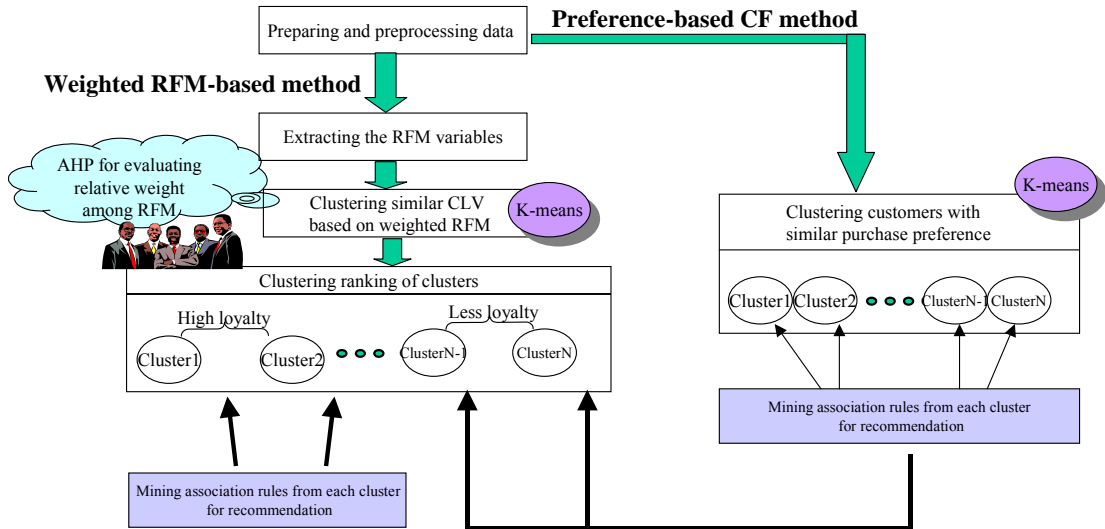 Preference-based CF method
Preparing and preprocessing data
Weighted RFM-based method
Extracting the RFM variables
AHP for evaluating
relative weight
among RFM
Clustering similar CLV
based on weighted RFM
K-means
Clustering ranking of clusters
High loyalty
Less loyalty
Cluster1
Cluster2
ClusterN-1
ClusterN
Mining association rules from each cluster
for recommendation
K-means
Clustering customers with
similar purchase preference
Cluster1
Cluster2
ClusterN-1
ClusterN
Mining association rules from each cluster
for recommendation